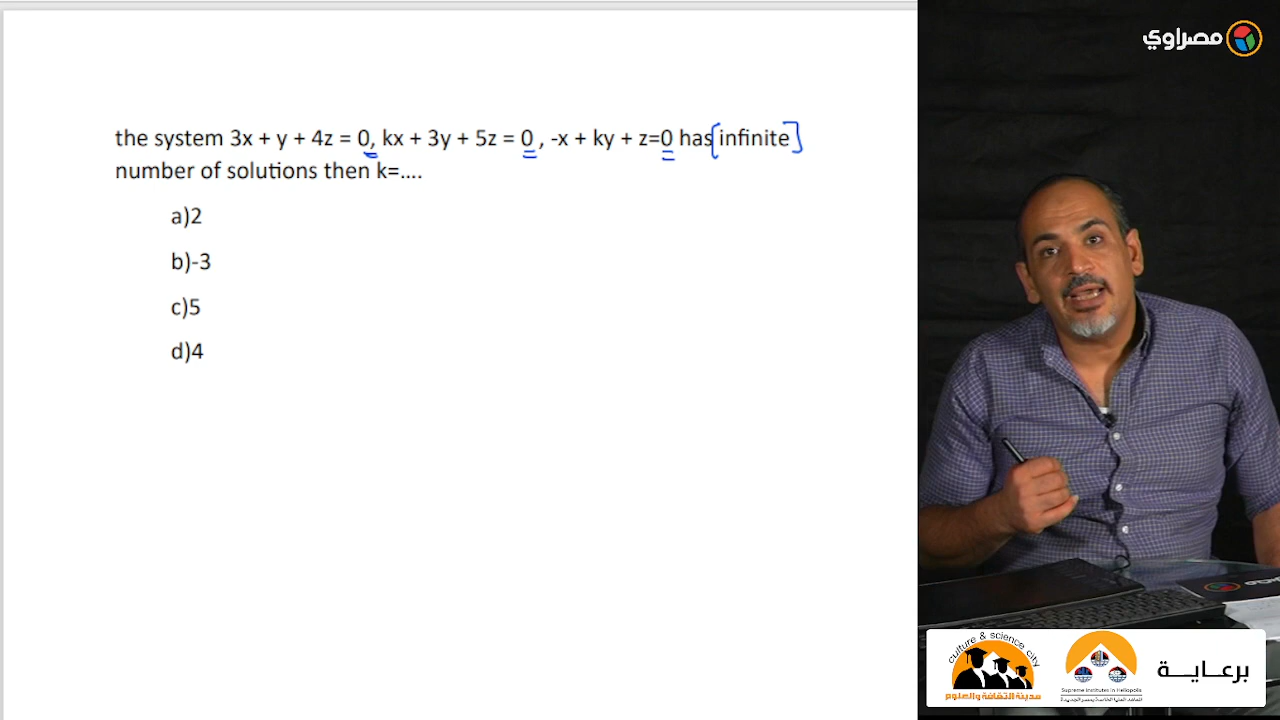 the system 3x + y + 4z = 0, kx + 3y + 5z = 0 , -x + ky + z=0 has infinite
number of solutions then k=....
a)2
b)-3
c)5
d)4
مصراوي
culture & science city
مدينة الثقافة والعلوم
Supreme Institutes in Heliopolis
برعايـــة